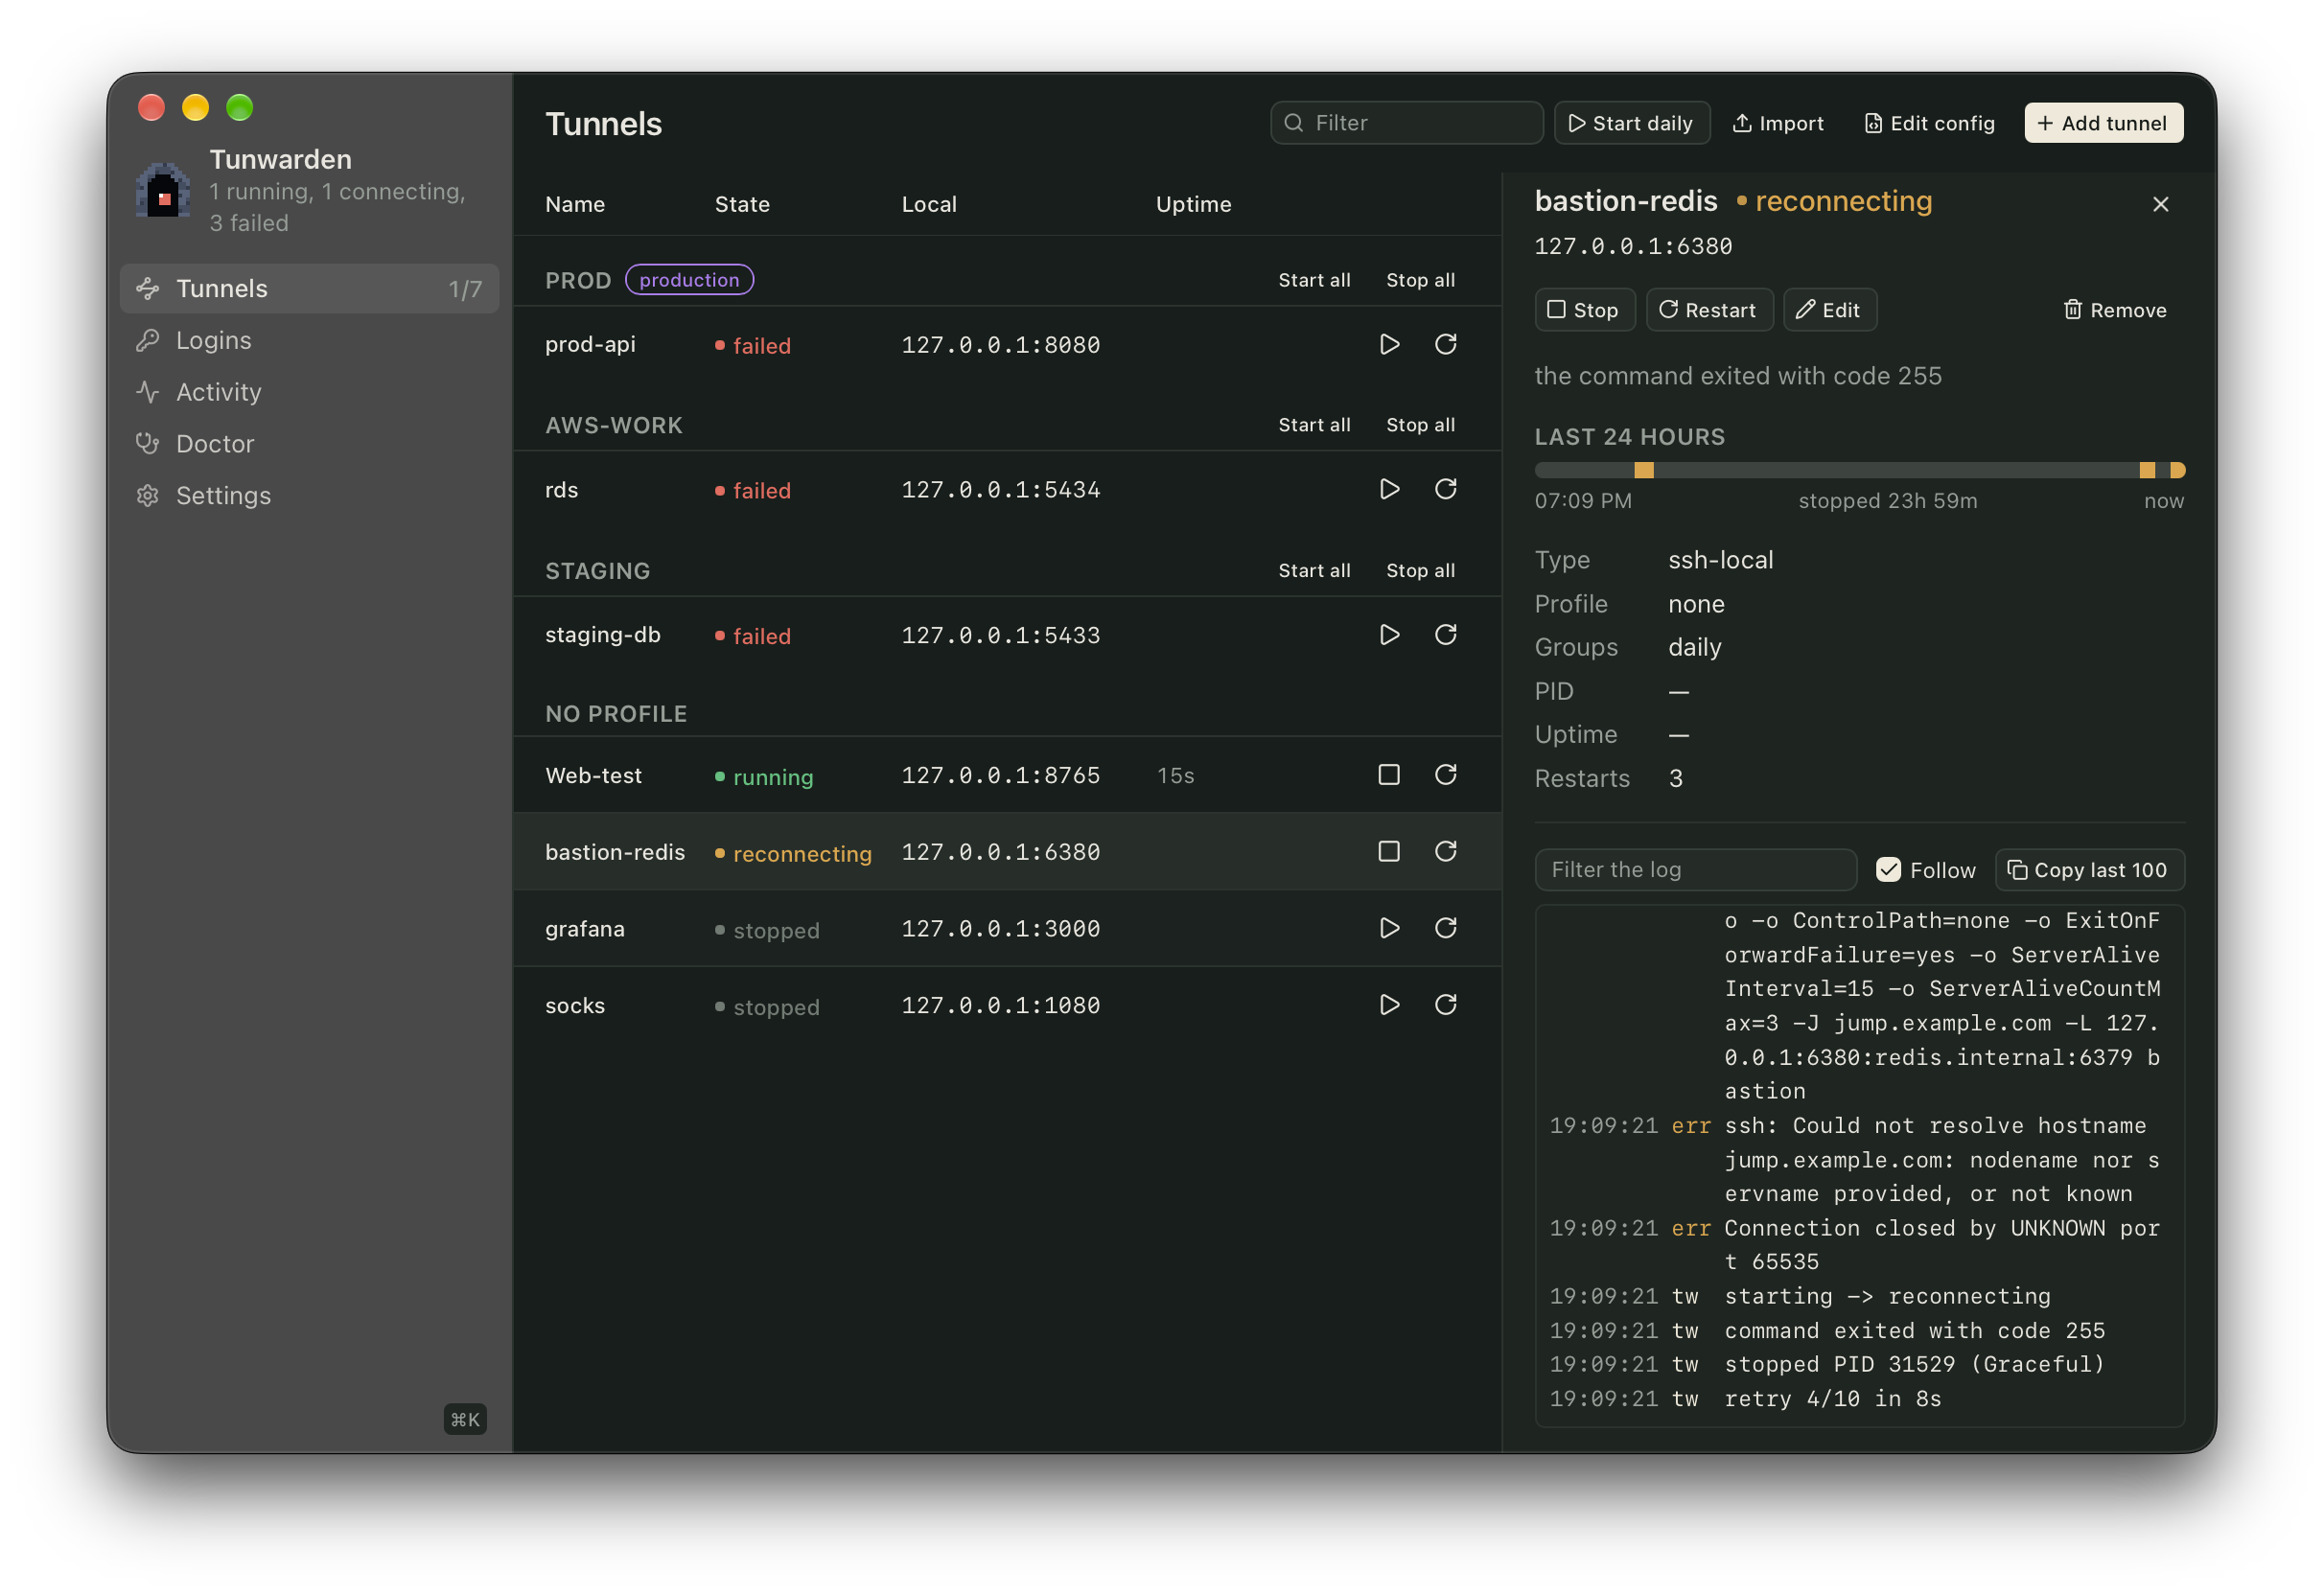 Tunwarden
1 running, 1 connecting,
3 failed
Tunnels 1/7
Logins
Activity
Doctor
Settings
⌘K
Tunnels
Filter
Start daily
Import
Edit config
+ Add tunnel
Name State Local Uptime
PROD production Start all Stop all
prod-api failed 127.0.0.1:8080
AWS-WORK Start all Stop all
rds failed 127.0.0.1:5434
STAGING Start all Stop all
staging-db failed 127.0.0.1:5433
NO PROFILE
Web-test running 127.0.0.1:8765 15s
bastion-redis reconnecting 127.0.0.1:6380
grafana stopped 127.0.0.1:3000
socks stopped 127.0.0.1:1080
bastion-redis reconnecting
127.0.0.1:6380
Stop Restart Edit Remove
the command exited with code 255
LAST 24 HOURS
07:09 PM stopped 23h 59m now
Type ssh-local
Profile none
Groups daily
PID —
Uptime —
Restarts 3
Filter the log Follow Copy last 100
o -o ControlPath=none -o ExitOnF
orwardFailure=yes -o ServerAlive
Interval=15 -o ServerAliveCountM
ax=3 -J jump.example.com -L 127.
0.0.1:6380:redis.internal:6379 b
astion
19:09:21 err ssh: Could not resolve hostname
jump.example.com: nodename nor s
ervname provided, or not known
19:09:21 err Connection closed by UNKNOWN por
t 65535
19:09:21 tw starting -> reconnecting
19:09:21 tw command exited with code 255
19:09:21 tw stopped PID 31529 (Graceful)
19:09:21 tw retry 4/10 in 8s